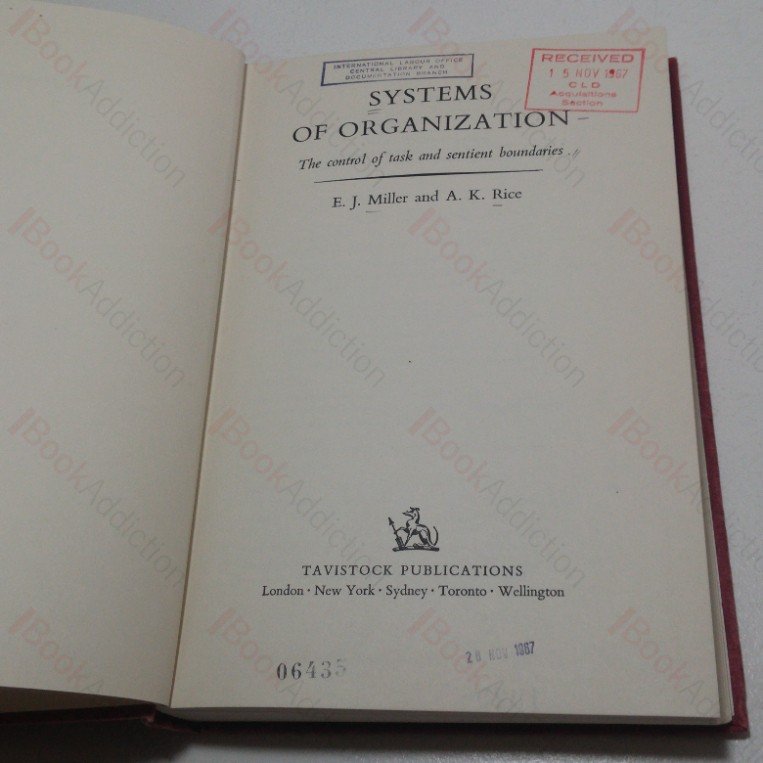 INTERNATIONAL LABOUR OFFICE
CENTRAL LIBRARY AND
DOCUMENTATION BRANCH
RECEIVED
15 NOV 1967
CLD
Acquisitions
Section
SYSTEMS
OF ORGANIZATION
The control of task and sentient boundaries
E. J. Miller and A. K. Rice
TAVISTOCK PUBLICATIONS
London · New York · Sydney · Toronto · Wellington
06435
28 NOV 1967
BookAddiction